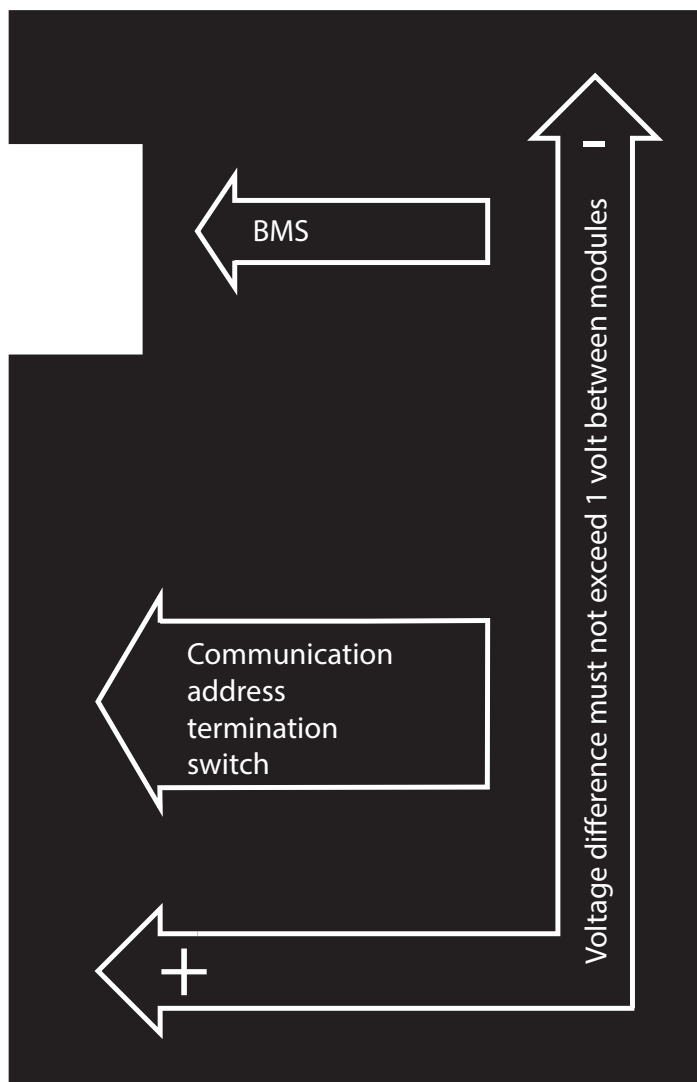 -
BMS
Voltage difference must not exceed 1 volt between modules
Communication
address
termination
switch
+